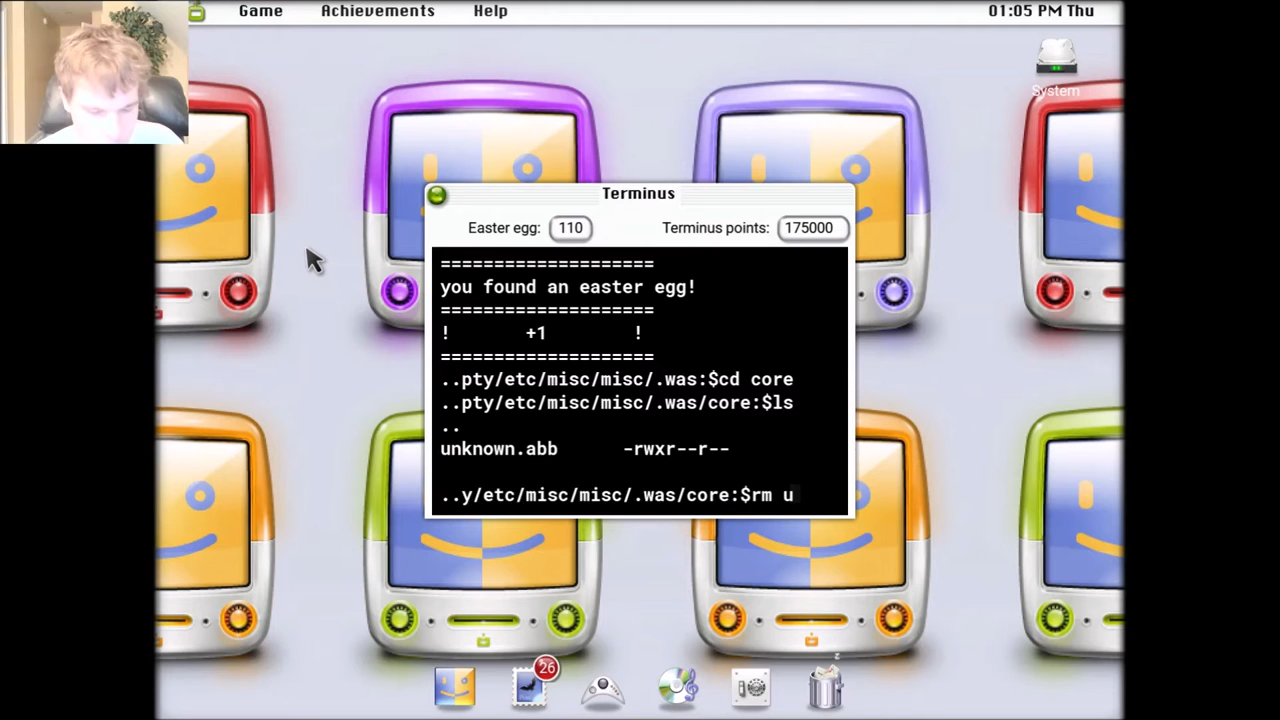 Game Achievements Help 01:05 PM Thu
System
Terminus
Easter egg: 110 Terminus points: 175000
====================
you found an easter egg!
====================
! +1 !
====================
..pty/etc/misc/misc/.was:$cd core
..pty/etc/misc/misc/.was/core:$ls
..
unknown.abb -rwxr--r--
..y/etc/misc/misc/.was/core:$rm u
26
z